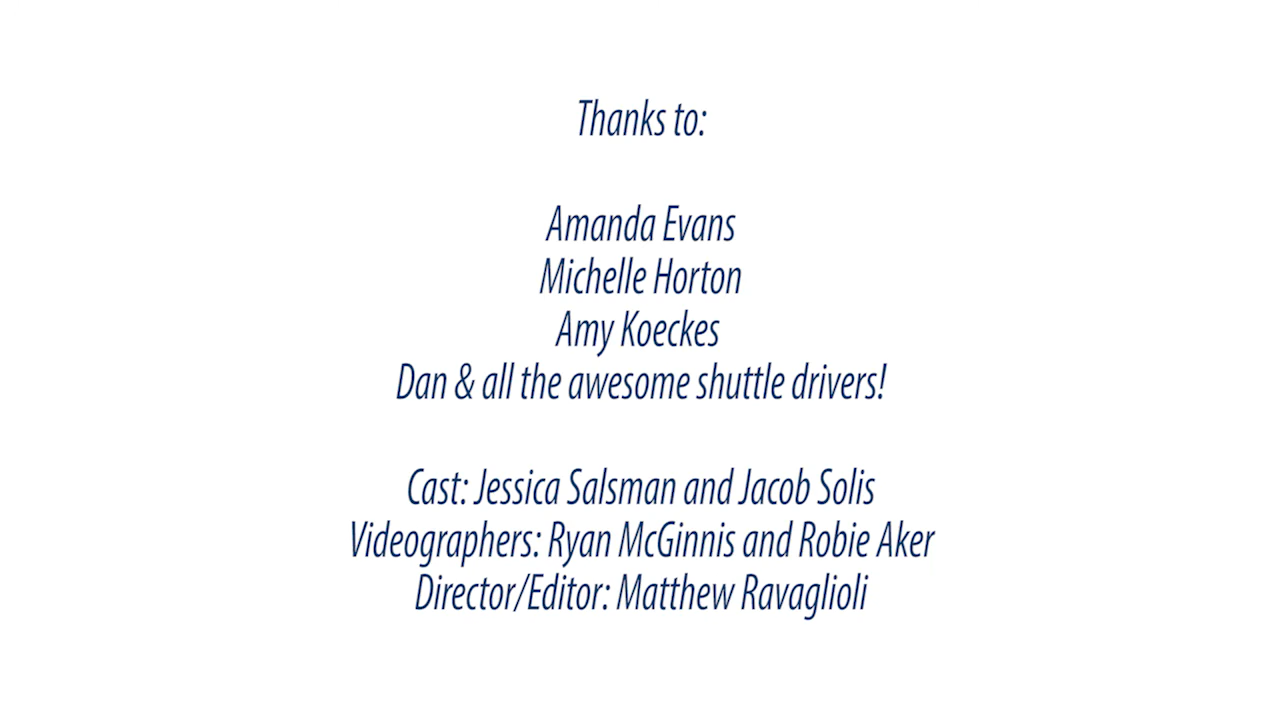 Thanks to:
Amanda Evans
Michelle Horton
Amy Koeckes
Dan & all the awesome shuttle drivers!
Cast: Jessica Salsman and Jacob Solis
Videographers: Ryan McGinnis and Robie Aker
Director/Editor: Matthew Ravaglioli